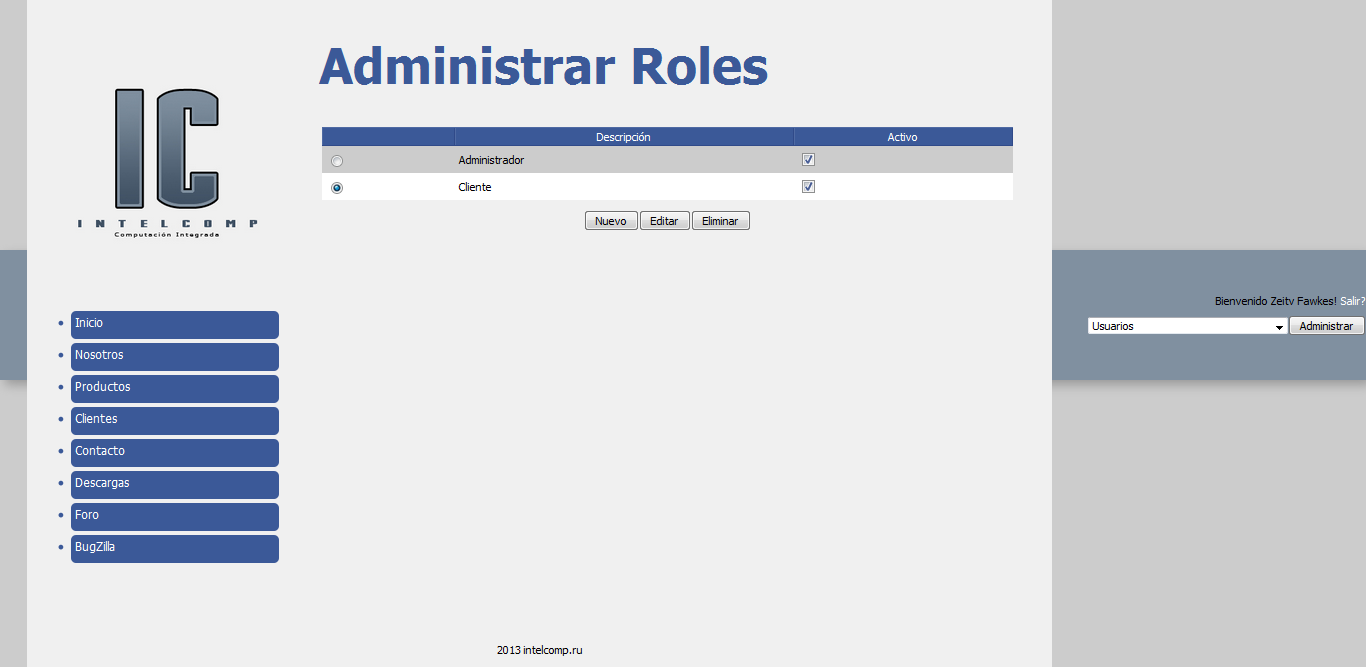 Administrar Roles
IC
INTELCOMP
Computación Integrada
Descripción Activo
Administrador
Cliente
Nuevo Editar Eliminar
Bienvenido Zeity Fawkes! Salir?
Usuarios Administrar
Inicio
Nosotros
Productos
Clientes
Contacto
Descargas
Foro
BugZilla
2013 intelcomp.ru